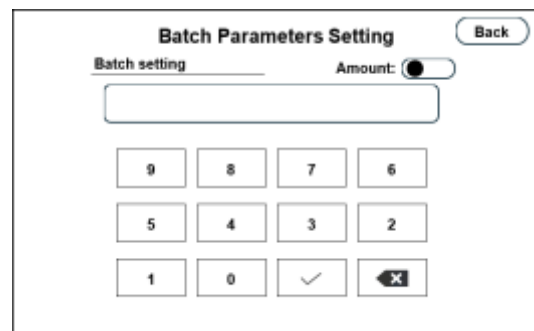 Batch Parameters Setting
Back
Batch setting
Amount:
9 8 7 6
5 4 3 2
1 0